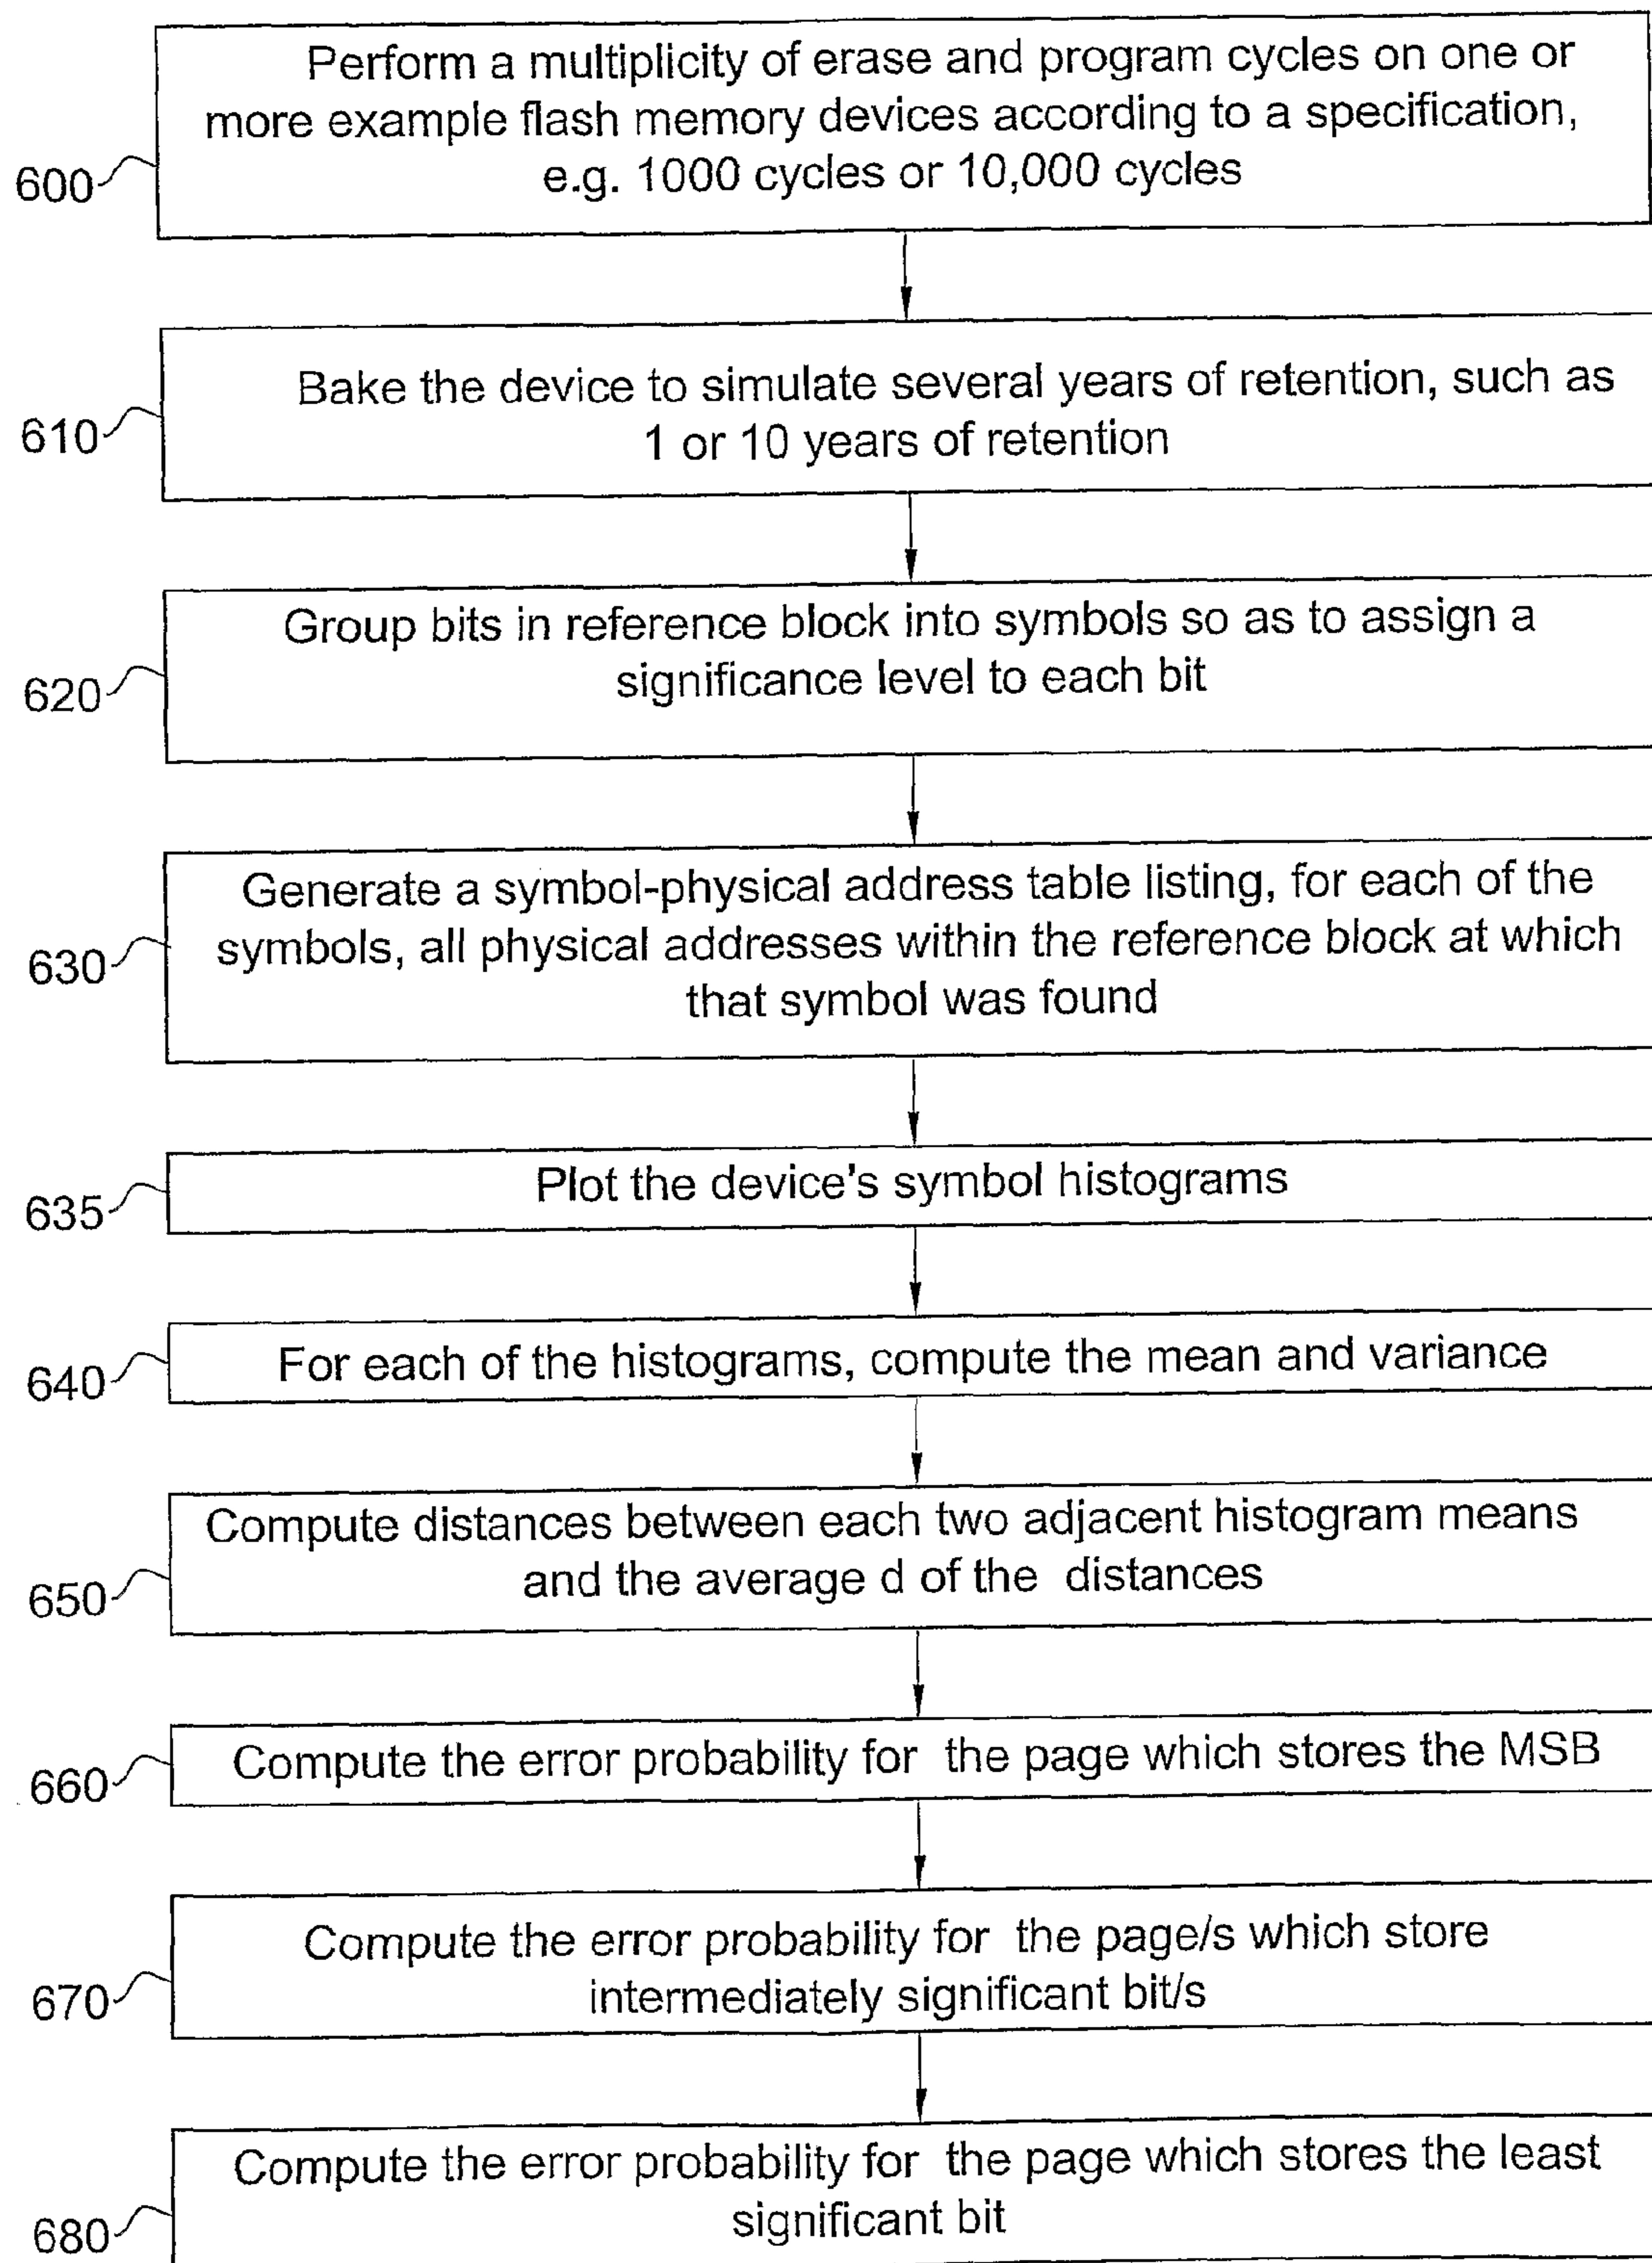 Perform a multiplicity of erase and program cycles on one or
more example flash memory devices according to a specification,
e.g. 1000 cycles or 10,000 cycles
600
Bake the device to simulate several years of retention, such as
1 or 10 years of retention
610
Group bits in reference block into symbols so as to assign a
significance level to each bit
620
Generate a symbol-physical address table listing, for each of the
symbols, all physical addresses within the reference block at which
that symbol was found
630
Plot the device's symbol histograms
635
For each of the histograms, compute the mean and variance
640
Compute distances between each two adjacent histogram means
and the average d of the distances
650
Compute the error probability for the page which stores the MSB
660
Compute the error probability for the page/s which store
intermediately significant bit/s
670
Compute the error probability for the page which stores the least
significant bit
680